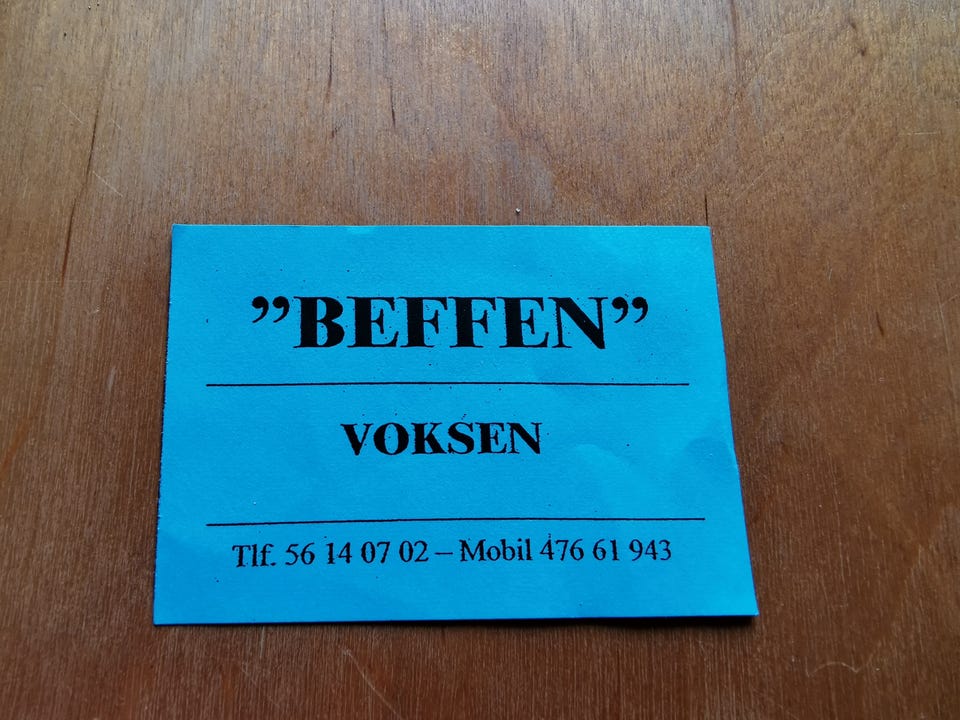 ”BEFFEN”
VOKSEN
Tlf. 56 14 07 02 – Mobil 476 61 943